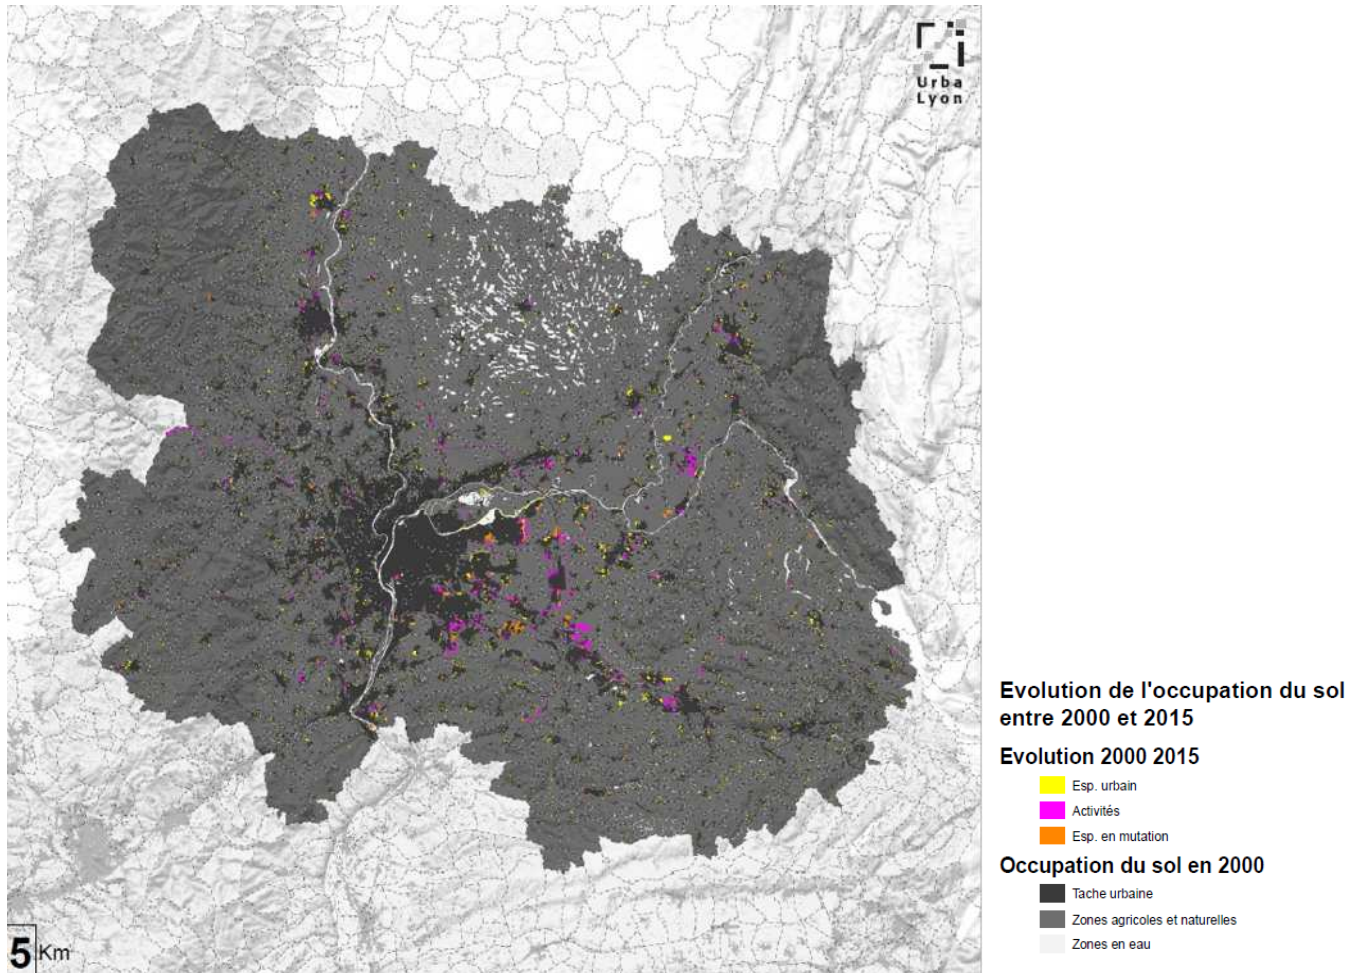 Urba
Lyon
Evolution de l'occupation du sol
entre 2000 et 2015
Evolution 2000 2015
Esp. urbain
Activités
Esp. en mutation
Occupation du sol en 2000
Tache urbaine
Zones agricoles et naturelles
Zones en eau
5 Km